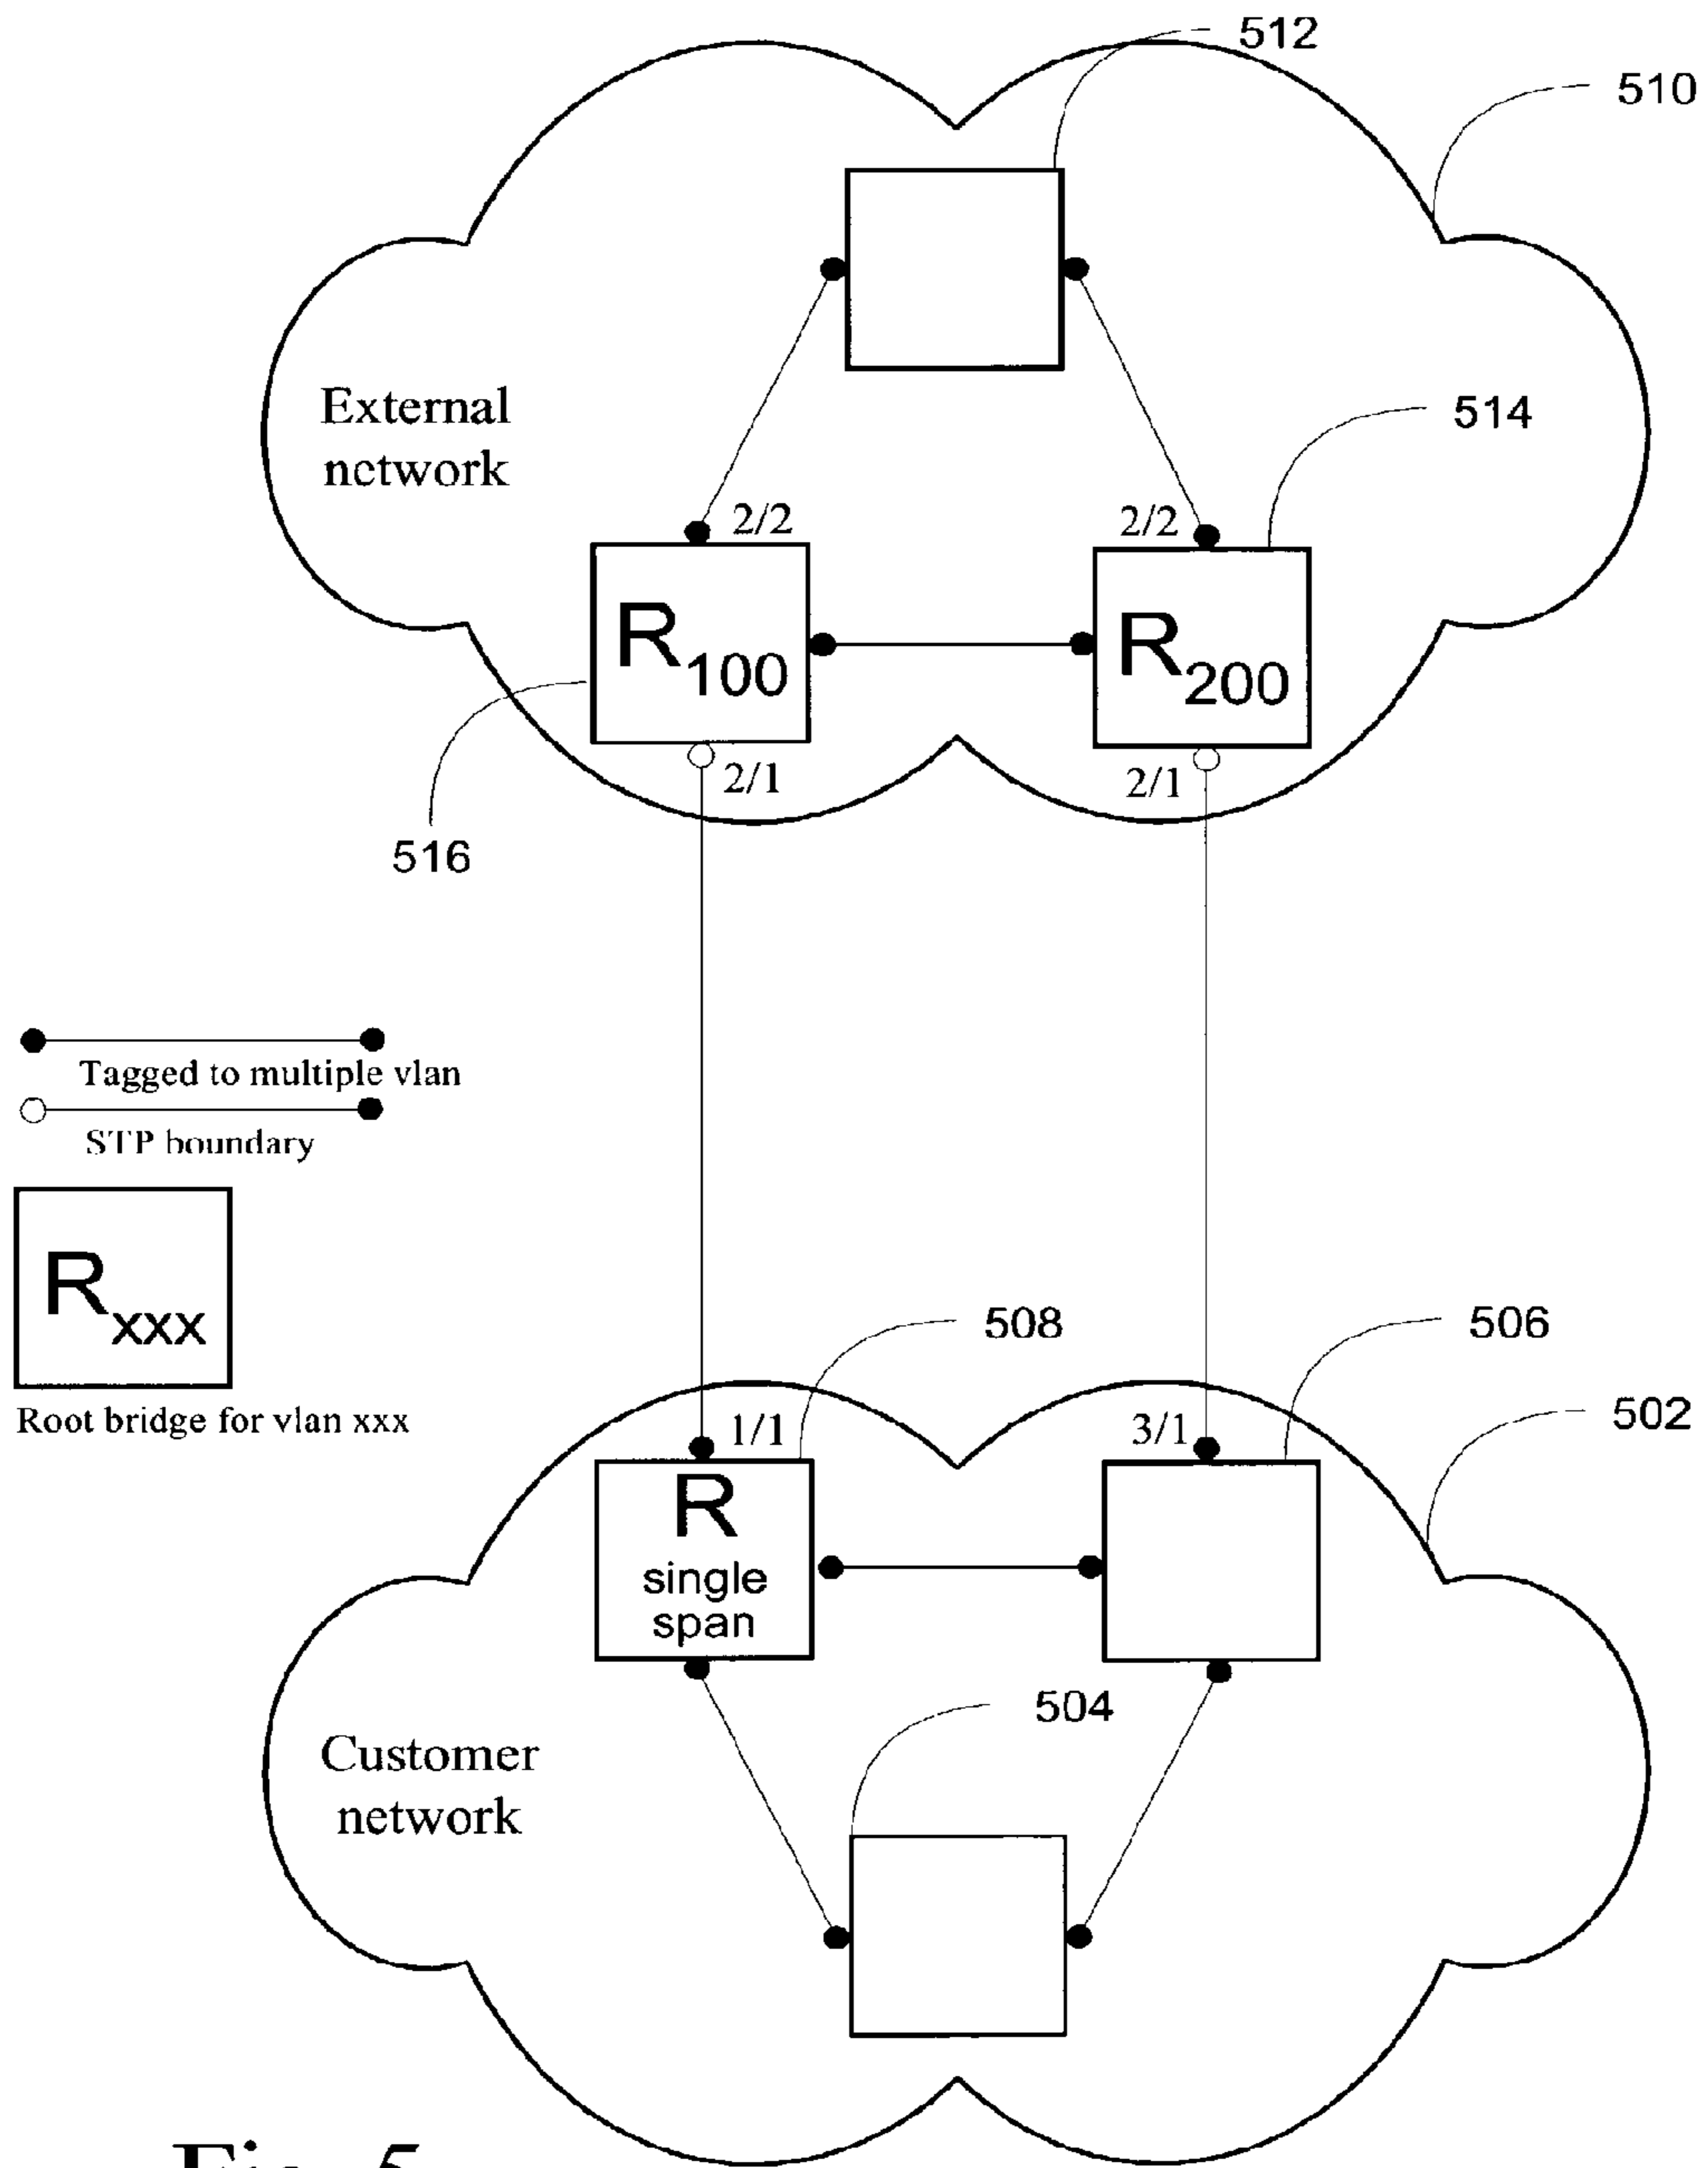 512
510
External
network
514
2/2
2/2
R100
R200
2/1
2/1
516
Tagged to multiple vlan
STP boundary
Rxxx
Root bridge for vlan xxx
508
506
502
1/1
3/1
R
single
span
504
Customer
network
Fig. 5